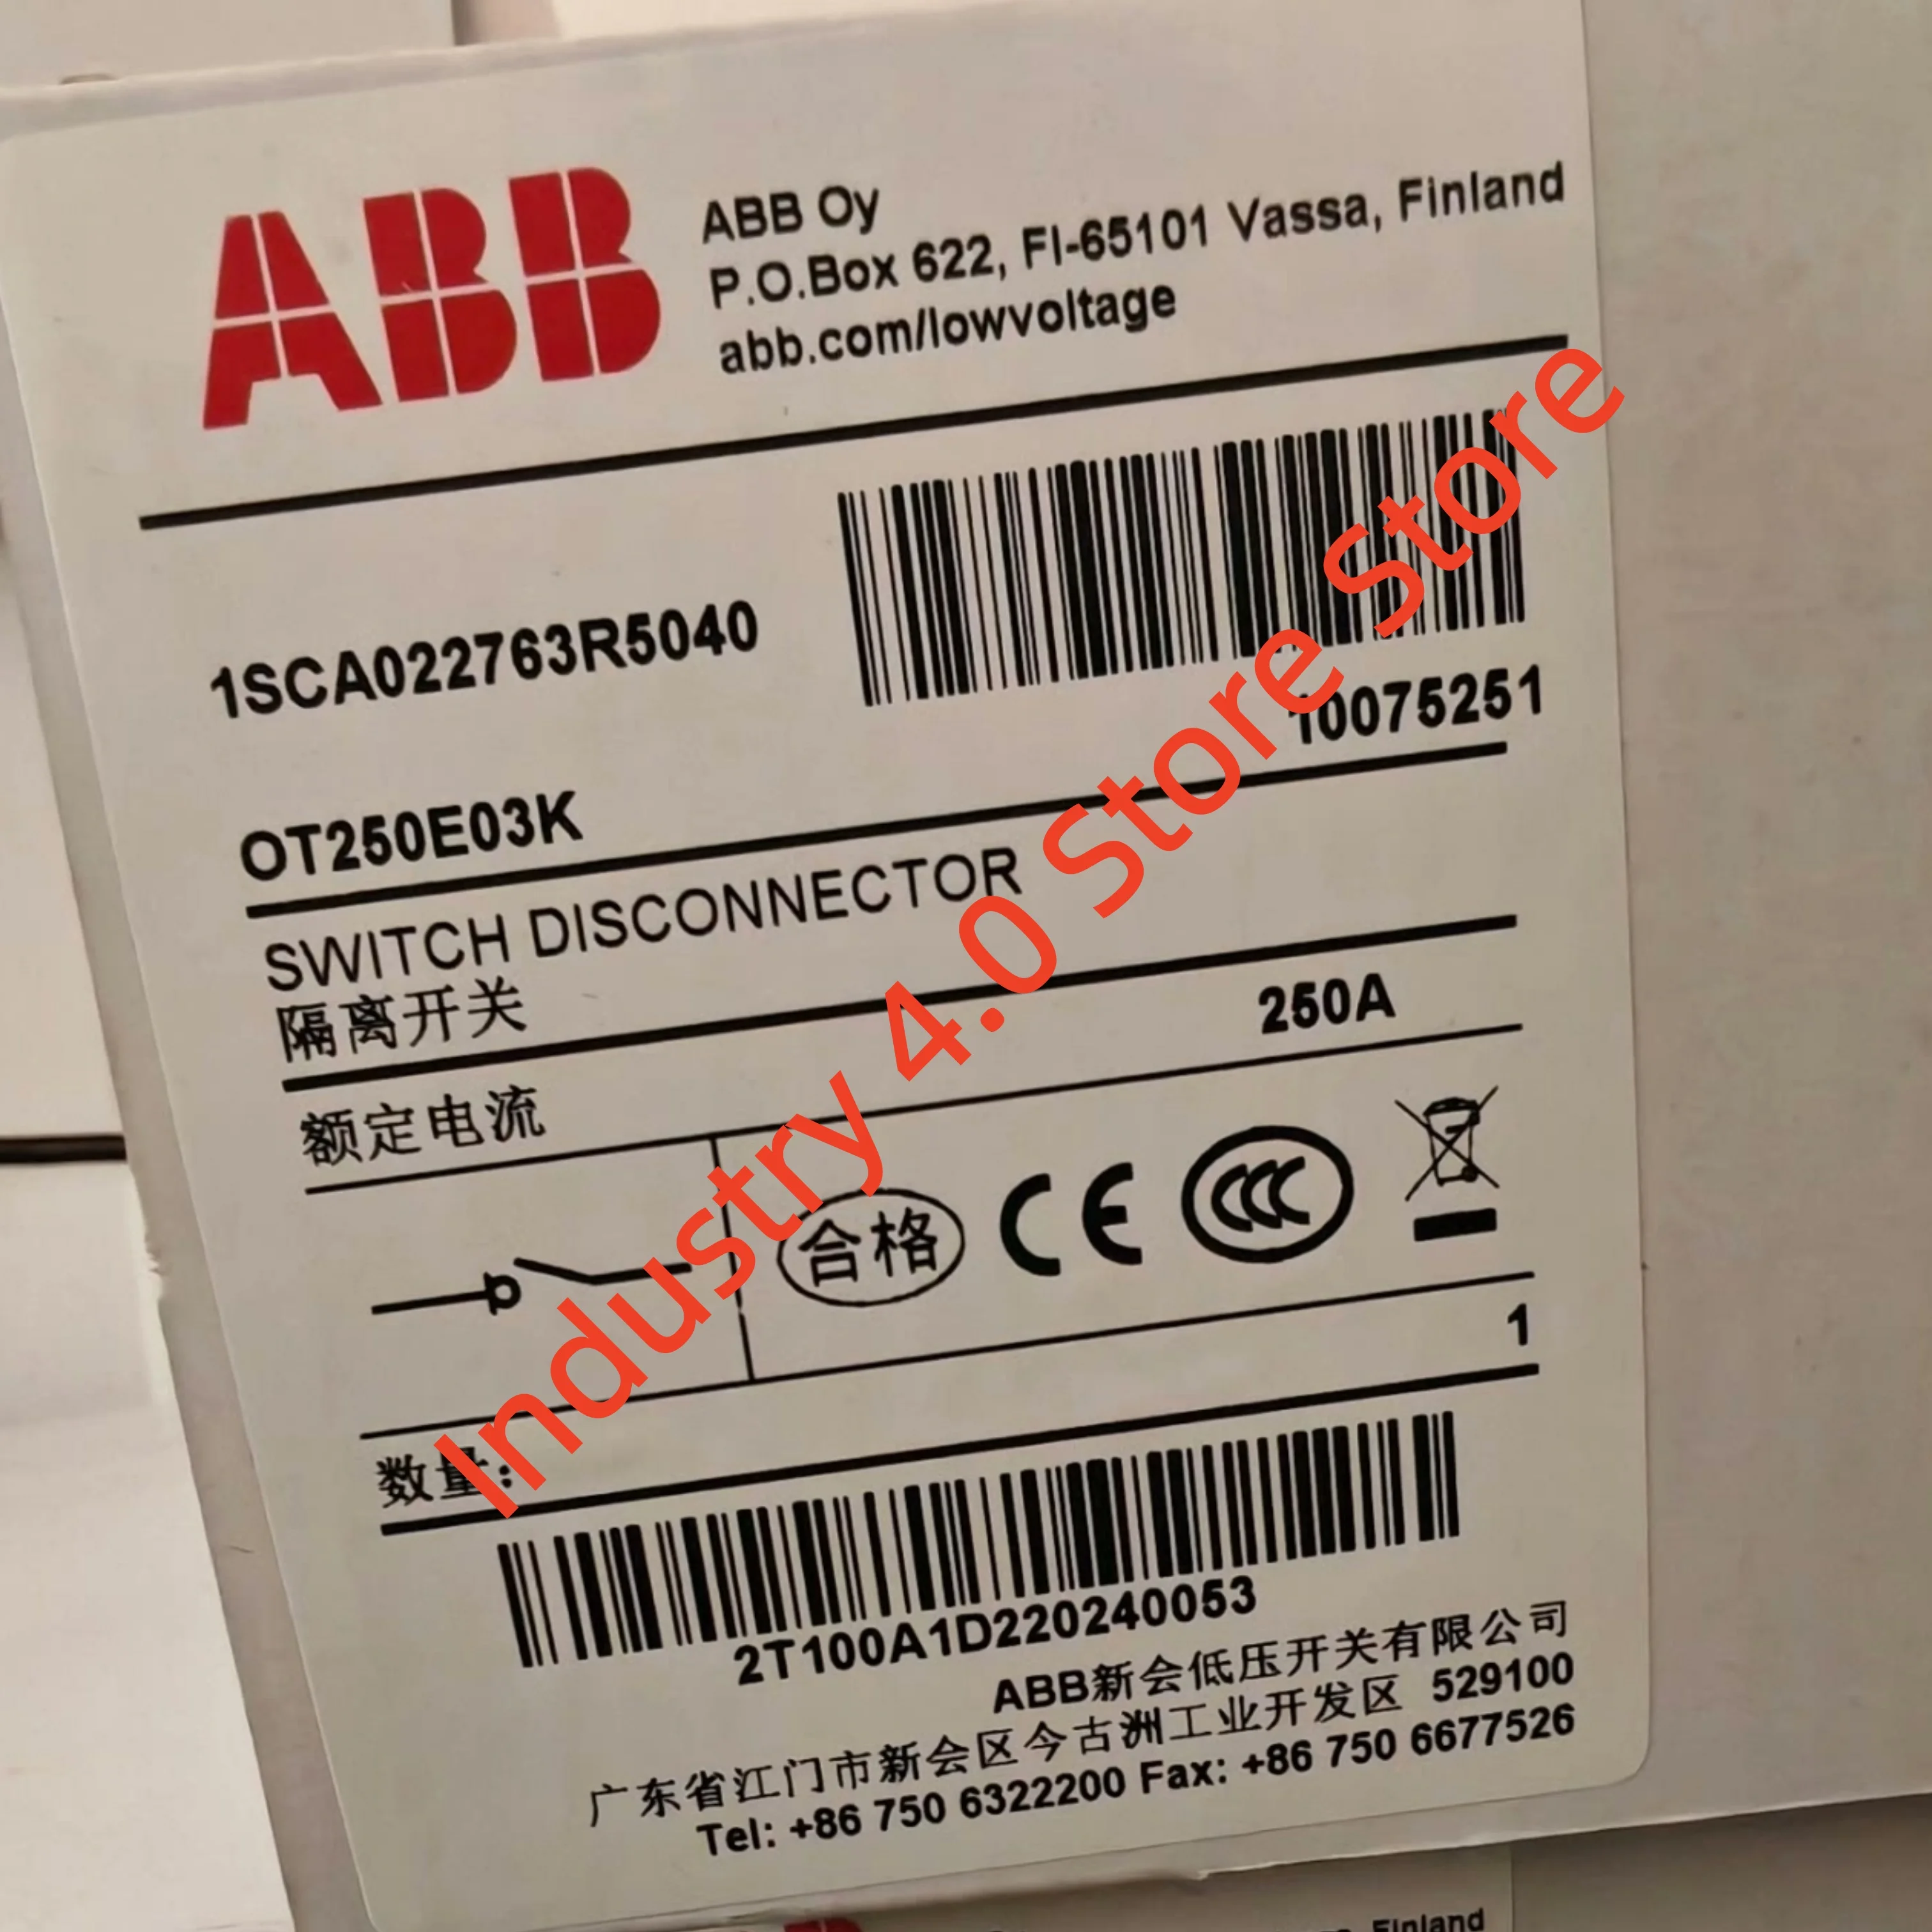 ABB
ABB Oy
P.O.Box 622, FI-65101 Vassa, Finland
abb.com/lowvoltage
1SCA022763R5040
10075251
OT250E03K
SWITCH DISCONNECTOR
隔离开关
额定电流 250A
合格 CE CCC
数量: 1
2T100A1D220240053
ABB新会低压开关有限公司
广东省江门市新会区今古洲工业开发区 529100
Tel: +86 750 6322200 Fax: +86 750 6677526
Industry 4.0 Store Store
Finland